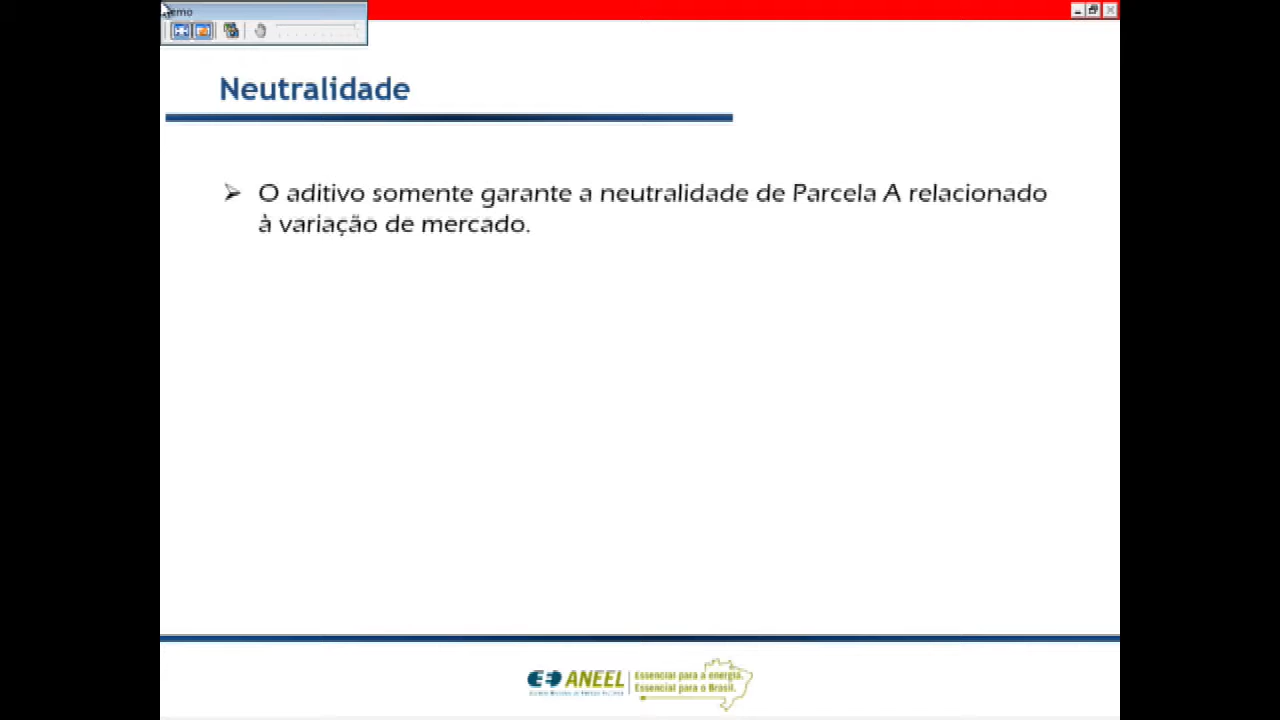 Neutralidade
O aditivo somente garante a neutralidade de Parcela A relacionado
à variação de mercado.
ANEEL
Essencial para a energia.
Essencial para o Brasil.